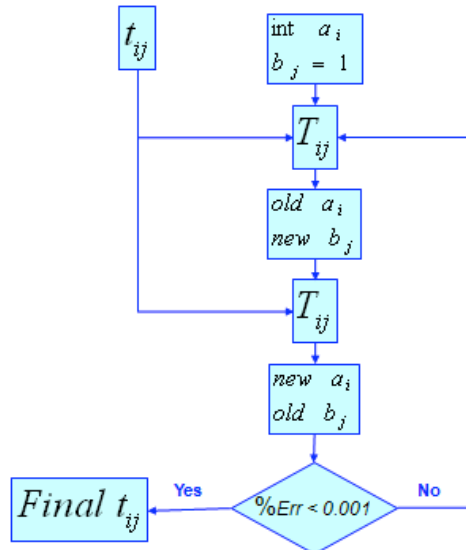 t_ij
int a_i
b_j = 1
T_ij
old a_i
new b_j
T_ij
new a_i
old b_j
%Err < 0.001
Yes
No
Final t_ij